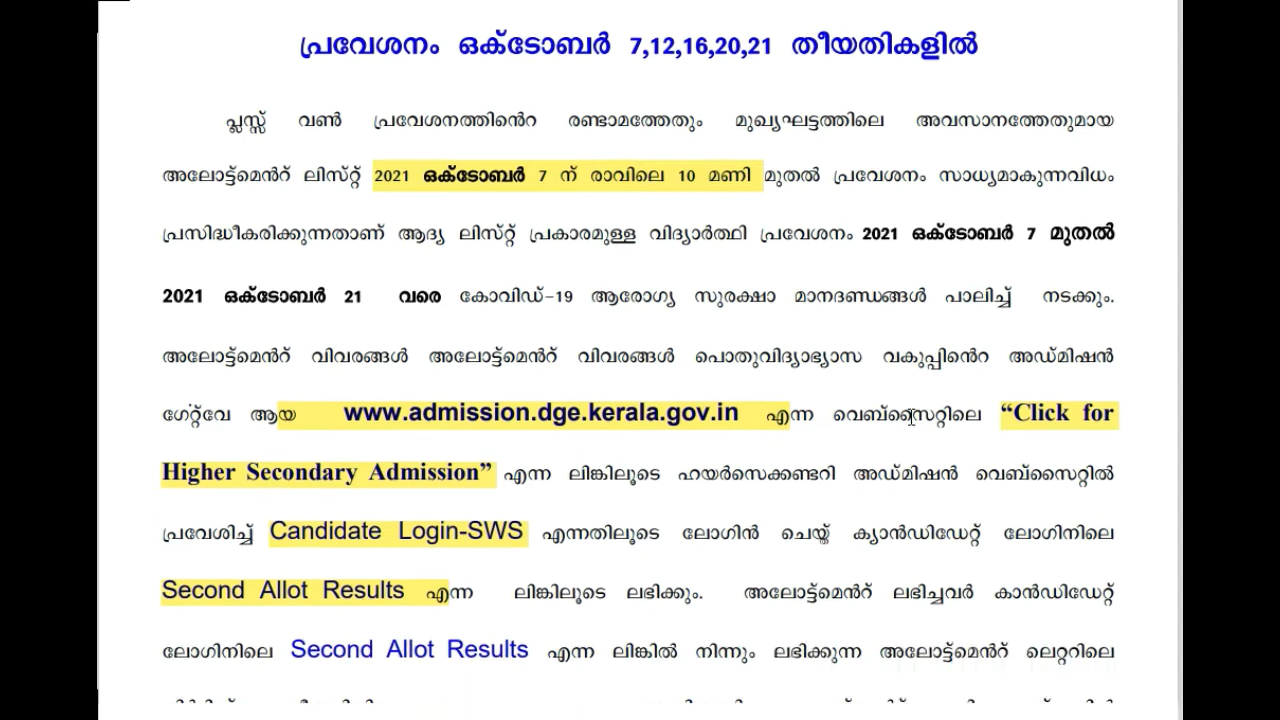 പ്രവേശനം ഒക്ടോബർ 7,12,16,20,21 തീയതികളിൽ
പ്ലസ്സ് വൺ പ്രവേശനത്തിൻെറ രണ്ടാമത്തേതും മുഖ്യഘട്ടത്തിലെ അവസാനത്തേതുമായ
അലോട്ട്മെൻറ് ലിസ്റ്റ് 2021 ഒക്ടോബർ 7 ന് രാവിലെ 10 മണി മുതൽ പ്രവേശനം സാധ്യമാകുന്നവിധം
പ്രസിദ്ധീകരിക്കുന്നതാണ് ആദ്യ ലിസ്റ്റ് പ്രകാരമുള്ള വിദ്യാർത്ഥി പ്രവേശനം 2021 ഒക്ടോബർ 7 മുതൽ
2021 ഒക്ടോബർ 21 വരെ കോവിഡ്-19 ആരോഗ്യ സുരക്ഷാ മാനദണ്ഡങ്ങൾ പാലിച്ച് നടക്കും.
അലോട്ട്മെൻറ് വിവരങ്ങൾ അലോട്ട്മെൻറ് വിവരങ്ങൾ പൊതുവിദ്യാഭ്യാസ വകുപ്പിൻെറ അഡ്മിഷൻ
ഗേറ്റ്‌വേ ആയ www.admission.dge.kerala.gov.in എന്ന വെബ്സൈറ്റിലെ “Click for
Higher Secondary Admission” എന്ന ലിങ്കിലൂടെ ഹയർസെക്കണ്ടറി അഡ്മിഷൻ വെബ്സൈറ്റിൽ
പ്രവേശിച്ച് Candidate Login-SWS എന്നതിലൂടെ ലോഗിൻ ചെയ്ത് ക്യാൻഡിഡേറ്റ് ലോഗിനിലെ
Second Allot Results എന്ന ലിങ്കിലൂടെ ലഭിക്കും. അലോട്ട്മെൻറ് ലഭിച്ചവർ കാൻഡിഡേറ്റ്
ലോഗിനിലെ Second Allot Results എന്ന ലിങ്കിൽ നിന്നും ലഭിക്കുന്ന അലോട്ട്മെൻറ് ലെറ്ററിലെ